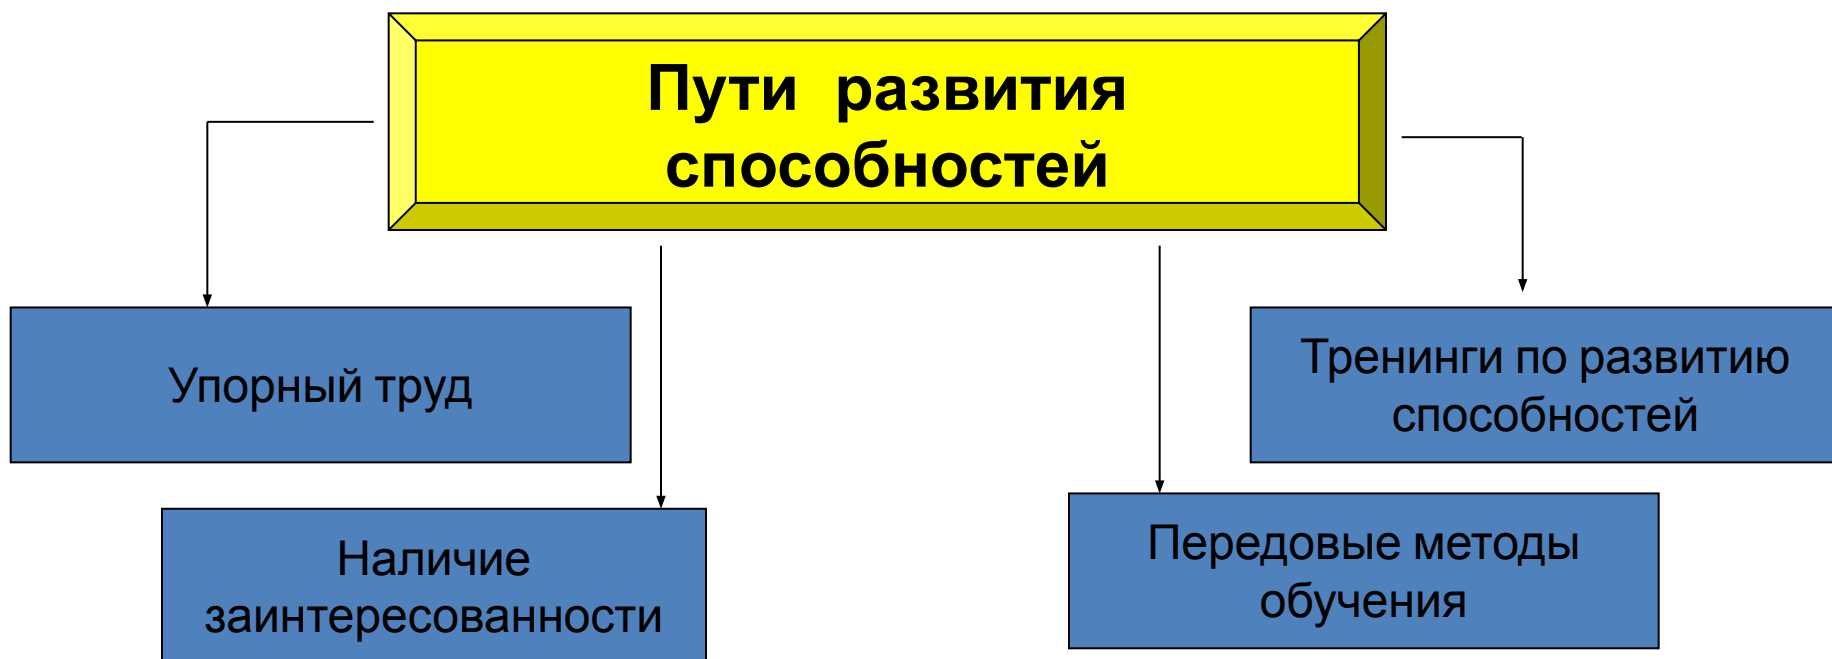 Пути развития
способностей
Упорный труд
Тренинги по развитию
способностей
Наличие
заинтересованности
Передовые методы
обучения